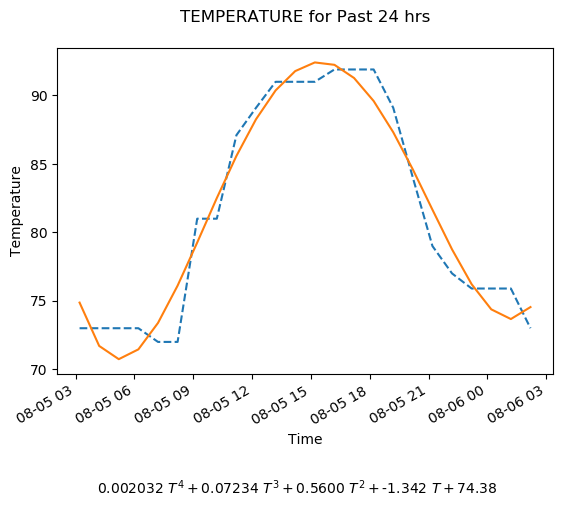 TEMPERATURE for Past 24 hrs
90
85
80
75
70
Temperature
08-05 03 08-05 06 08-05 09 08-05 12 08-05 15 08-05 18 08-05 21 08-06 00 08-06 03
Time
0.002032 T⁴ + 0.07234 T³ + 0.5600 T² + -1.342 T + 74.38